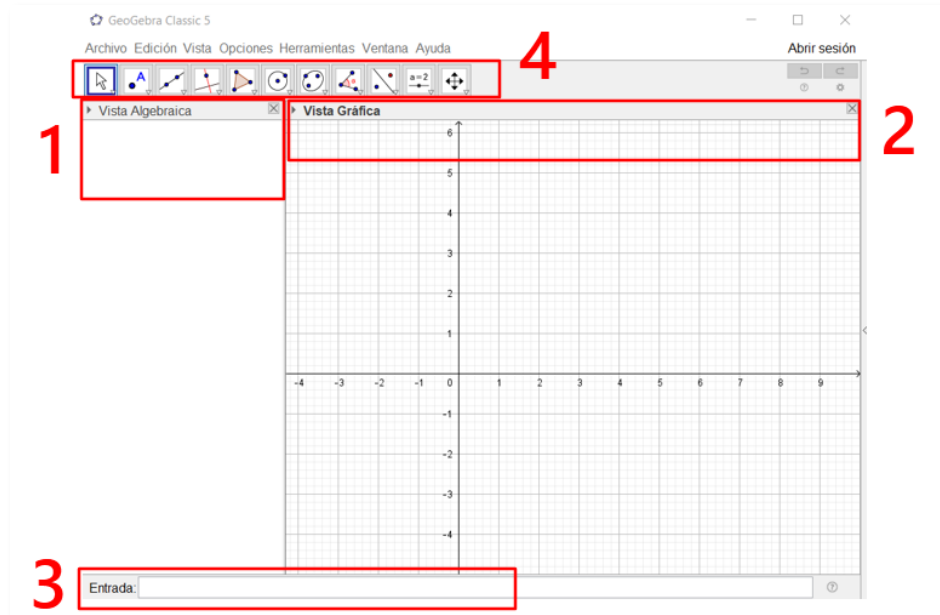 GeoGebra Classic 5
Archivo Edición Vista Opciones Herramientas Ventana Ayuda
Abrir sesión
4
A
a=2
1
Vista Algebraica
Vista Gráfica
2
6
5
4
3
2
1
-4 -3 -2 -1 0 1 2 3 4 5 6 7 8 9
-1
-2
-3
-4
3
Entrada: